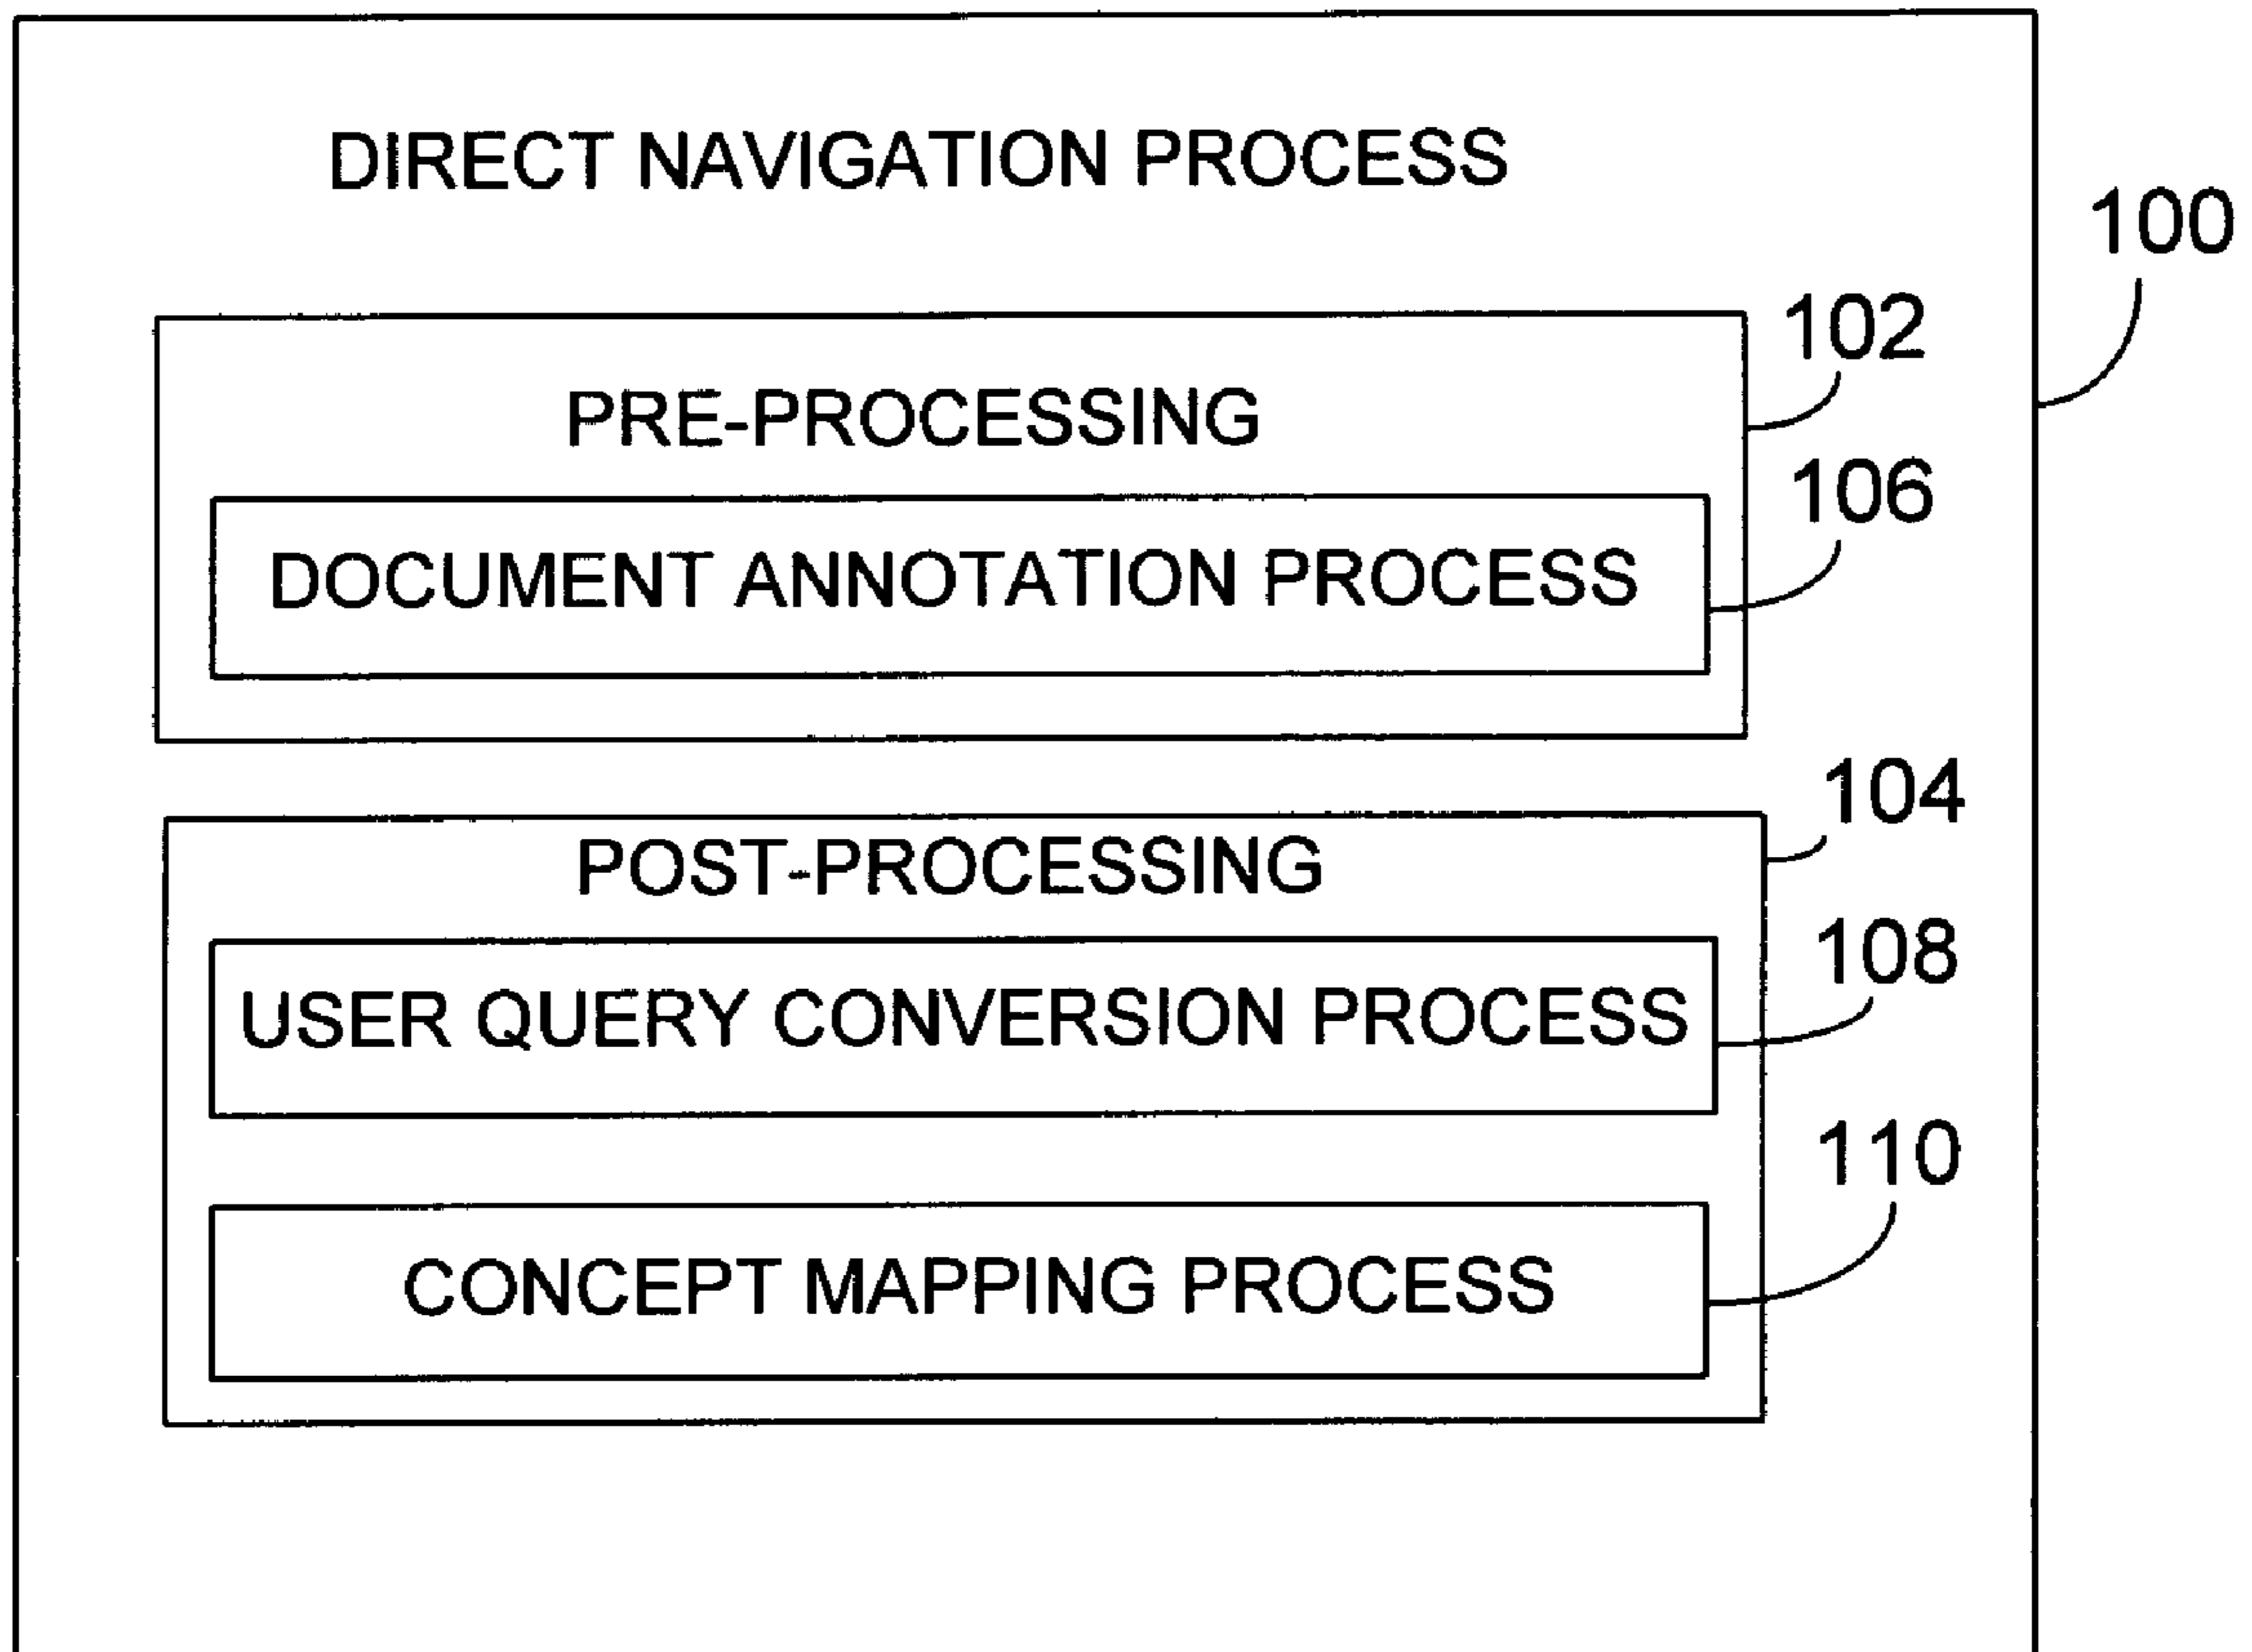 DIRECT NAVIGATION PROCESS
100
102
PRE-PROCESSING
106
DOCUMENT ANNOTATION PROCESS
104
POST-PROCESSING
108
USER QUERY CONVERSION PROCESS
110
CONCEPT MAPPING PROCESS